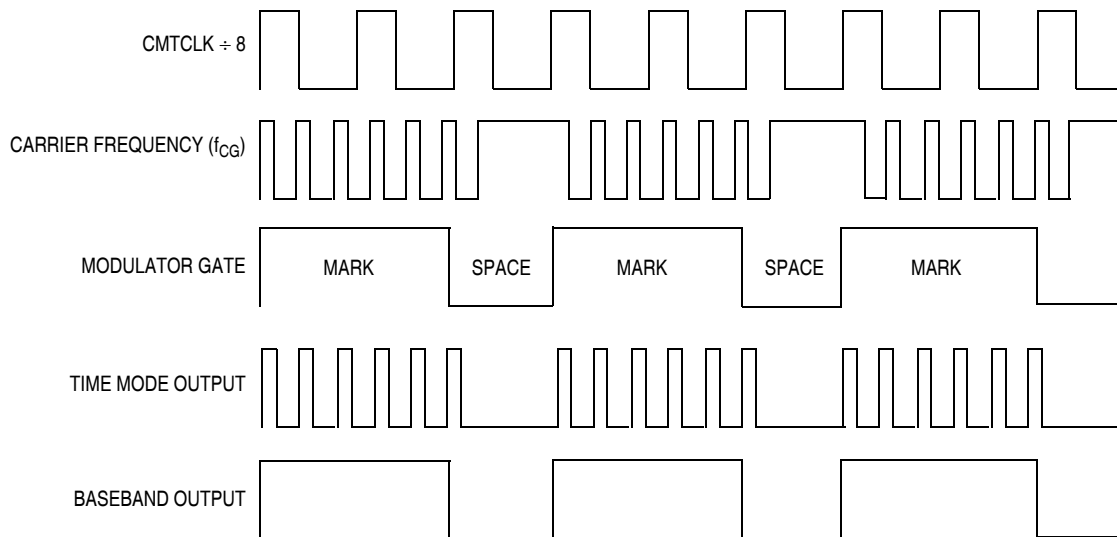 CMTCLK ÷ 8
CARRIER FREQUENCY (fCG)
MODULATOR GATE MARK SPACE MARK SPACE MARK
TIME MODE OUTPUT
BASEBAND OUTPUT